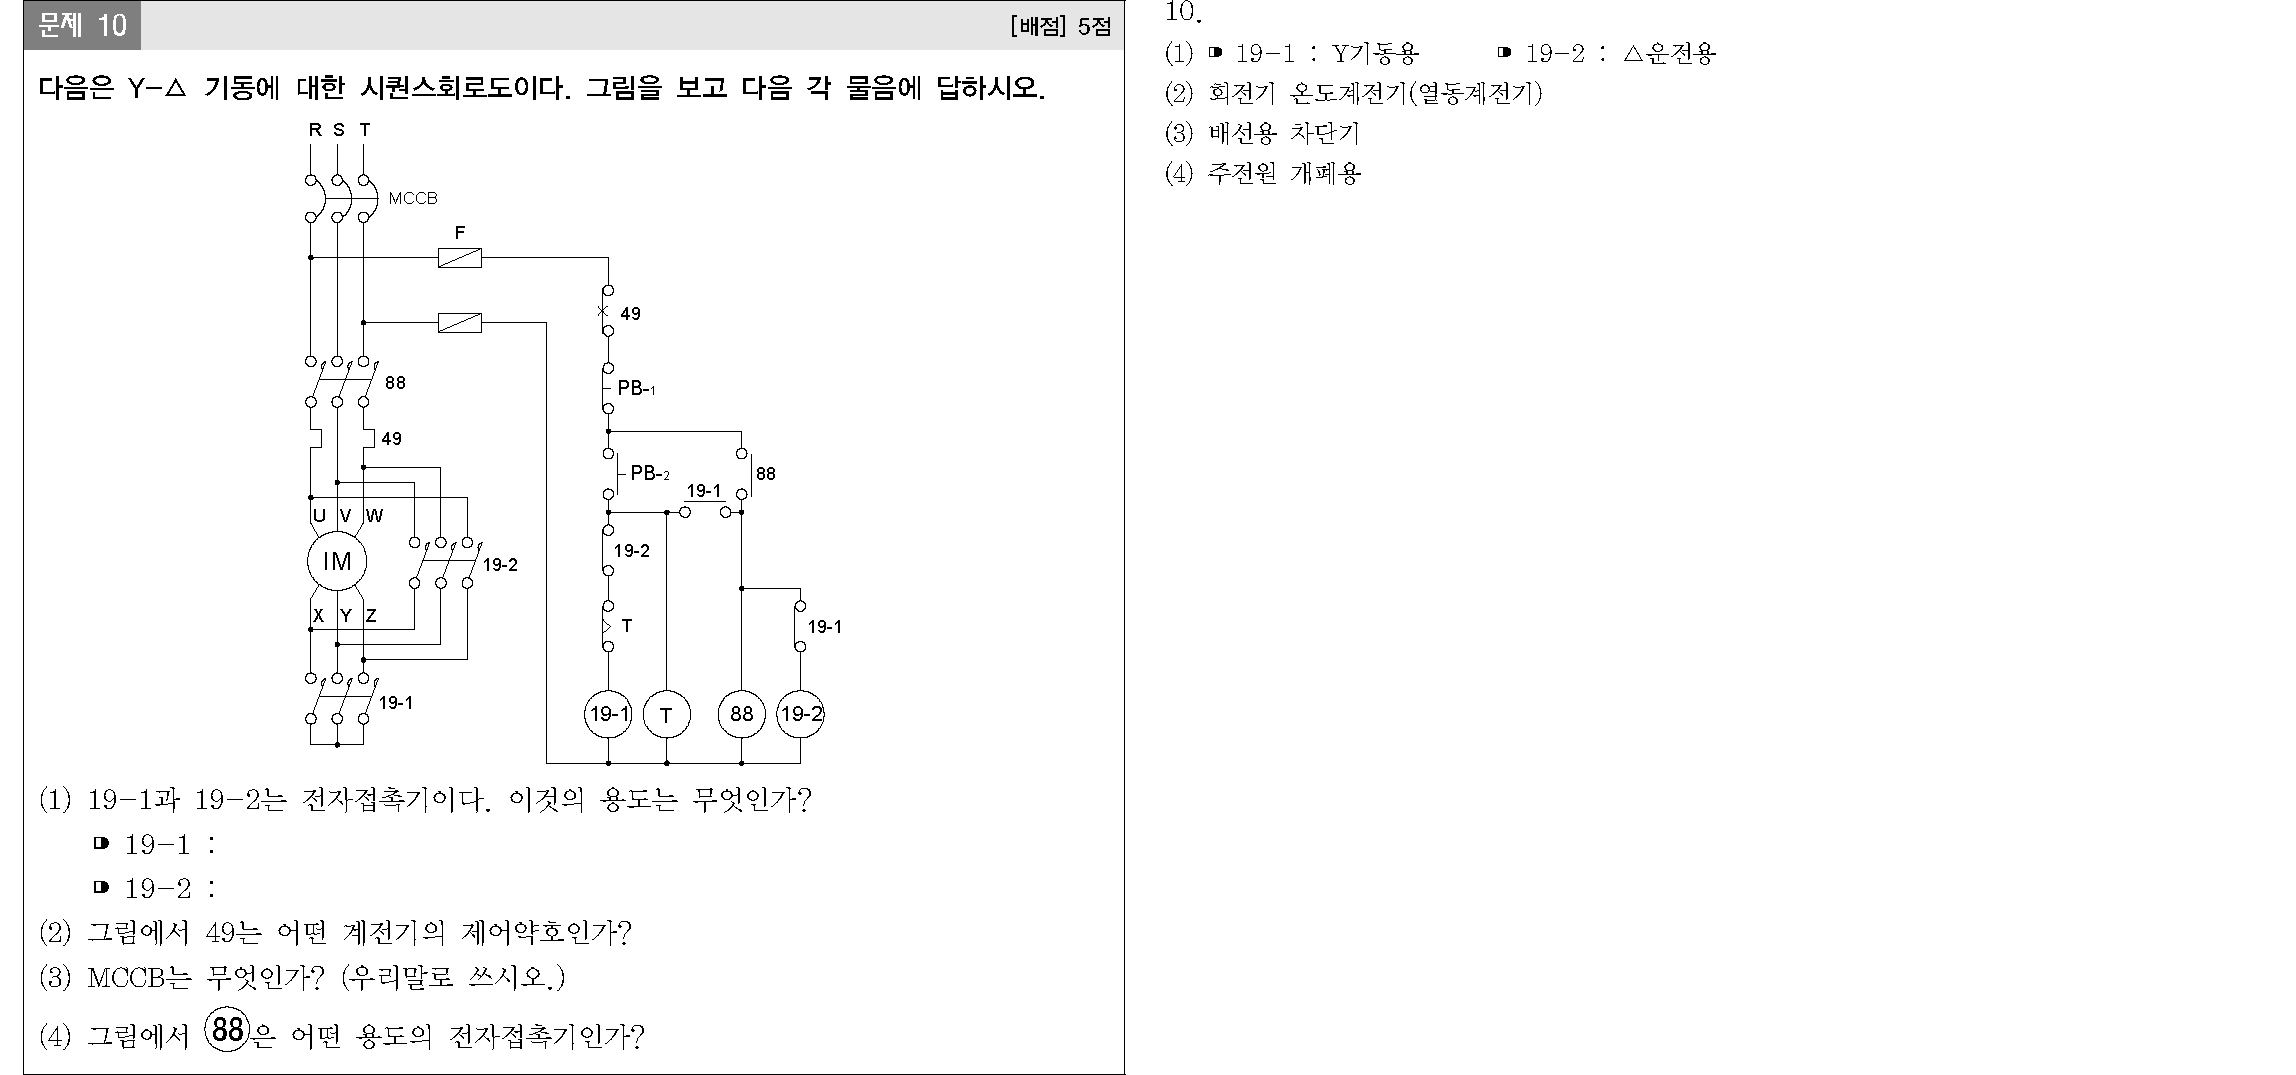 문제 10
[배점] 5점
다음은 Y-△ 기동에 대한 시퀀스회로도이다. 그림을 보고 다음 각 물음에 답하시오.
R S T
MCCB
F
49
PB-1
88
49
PB-2
88
19-1
U V W
IM
19-2
19-2
X Y Z
T
19-1
19-1
19-1
T
88
19-2
(1) 19-1과 19-2는 전자접촉기이다. 이것의 용도는 무엇인가?
19-1 :
19-2 :
(2) 그림에서 49는 어떤 계전기의 제어약호인가?
(3) MCCB는 무엇인가? (우리말로 쓰시오.)
(4) 그림에서 88은 어떤 용도의 전자접촉기인가?
10.
(1) 19-1 : Y기동용 19-2 : △운전용
(2) 회전기 온도계전기(열동계전기)
(3) 배선용 차단기
(4) 주전원 개폐용